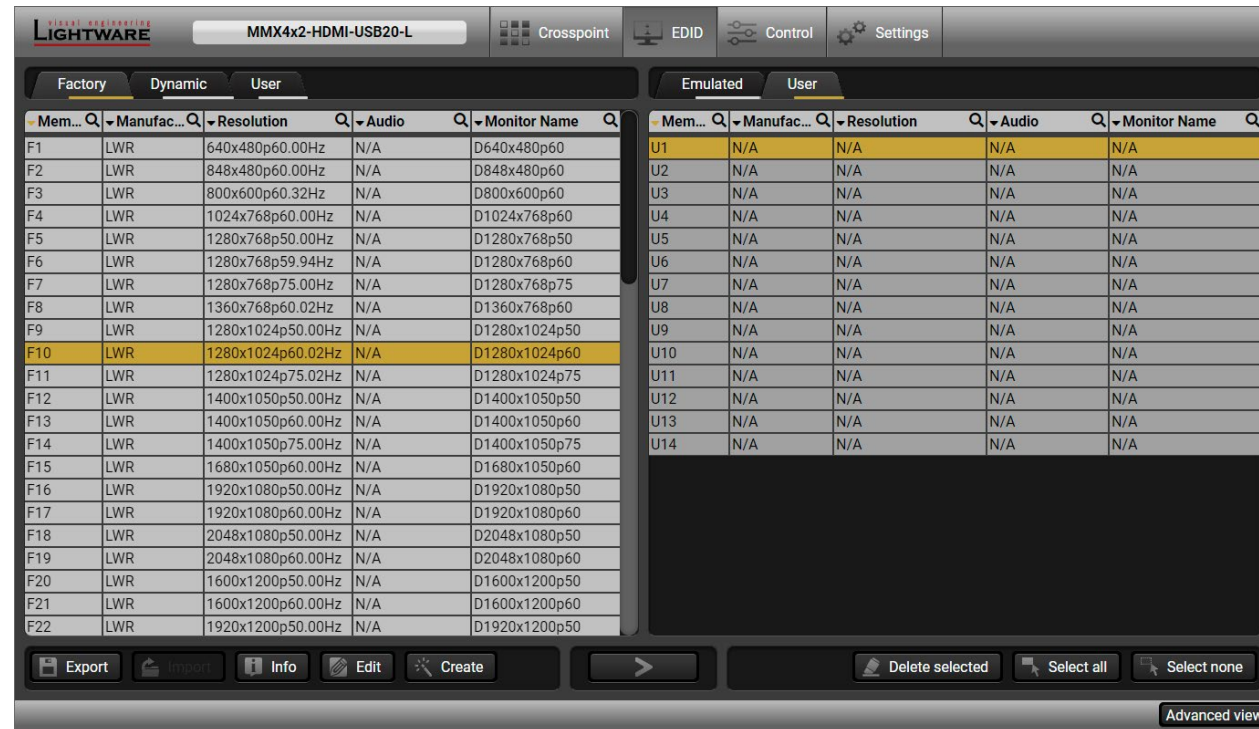 visual engineering
LIGHTWARE
MMX4x2-HDMI-USB20-L
Crosspoint
EDID
Control
Settings
Factory Dynamic User
Emulated User
Mem... Manufac... Resolution Audio Monitor Name
F1 LWR 640x480p60.00Hz N/A D640x480p60
F2 LWR 848x480p60.00Hz N/A D848x480p60
F3 LWR 800x600p60.32Hz N/A D800x600p60
F4 LWR 1024x768p60.00Hz N/A D1024x768p60
F5 LWR 1280x768p50.00Hz N/A D1280x768p50
F6 LWR 1280x768p59.94Hz N/A D1280x768p60
F7 LWR 1280x768p75.00Hz N/A D1280x768p75
F8 LWR 1360x768p60.02Hz N/A D1360x768p60
F9 LWR 1280x1024p50.00Hz N/A D1280x1024p50
F10 LWR 1280x1024p60.02Hz N/A D1280x1024p60
F11 LWR 1280x1024p75.02Hz N/A D1280x1024p75
F12 LWR 1400x1050p50.00Hz N/A D1400x1050p50
F13 LWR 1400x1050p60.00Hz N/A D1400x1050p60
F14 LWR 1400x1050p75.00Hz N/A D1400x1050p75
F15 LWR 1680x1050p60.00Hz N/A D1680x1050p60
F16 LWR 1920x1080p50.00Hz N/A D1920x1080p50
F17 LWR 1920x1080p60.00Hz N/A D1920x1080p60
F18 LWR 2048x1080p50.00Hz N/A D2048x1080p50
F19 LWR 2048x1080p60.00Hz N/A D2048x1080p60
F20 LWR 1600x1200p50.00Hz N/A D1600x1200p50
F21 LWR 1600x1200p60.00Hz N/A D1600x1200p60
F22 LWR 1920x1200p50.00Hz N/A D1920x1200p50
Mem... Manufac... Resolution Audio Monitor Name
U1 N/A N/A N/A N/A
U2 N/A N/A N/A N/A
U3 N/A N/A N/A N/A
U4 N/A N/A N/A N/A
U5 N/A N/A N/A N/A
U6 N/A N/A N/A N/A
U7 N/A N/A N/A N/A
U8 N/A N/A N/A N/A
U9 N/A N/A N/A N/A
U10 N/A N/A N/A N/A
U11 N/A N/A N/A N/A
U12 N/A N/A N/A N/A
U13 N/A N/A N/A N/A
U14 N/A N/A N/A N/A
Export Import Info Edit Create
Delete selected Select all Select none
Advanced view